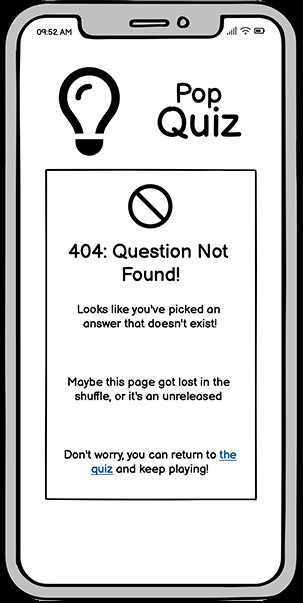 09:52 AM
Pop
Quiz
404: Question Not
Found!
Looks like you've picked an
answer that doesn't exist!
Maybe this page got lost in the
shuffle, or it's an unreleased
Don't worry, you can return to the
quiz and keep playing!